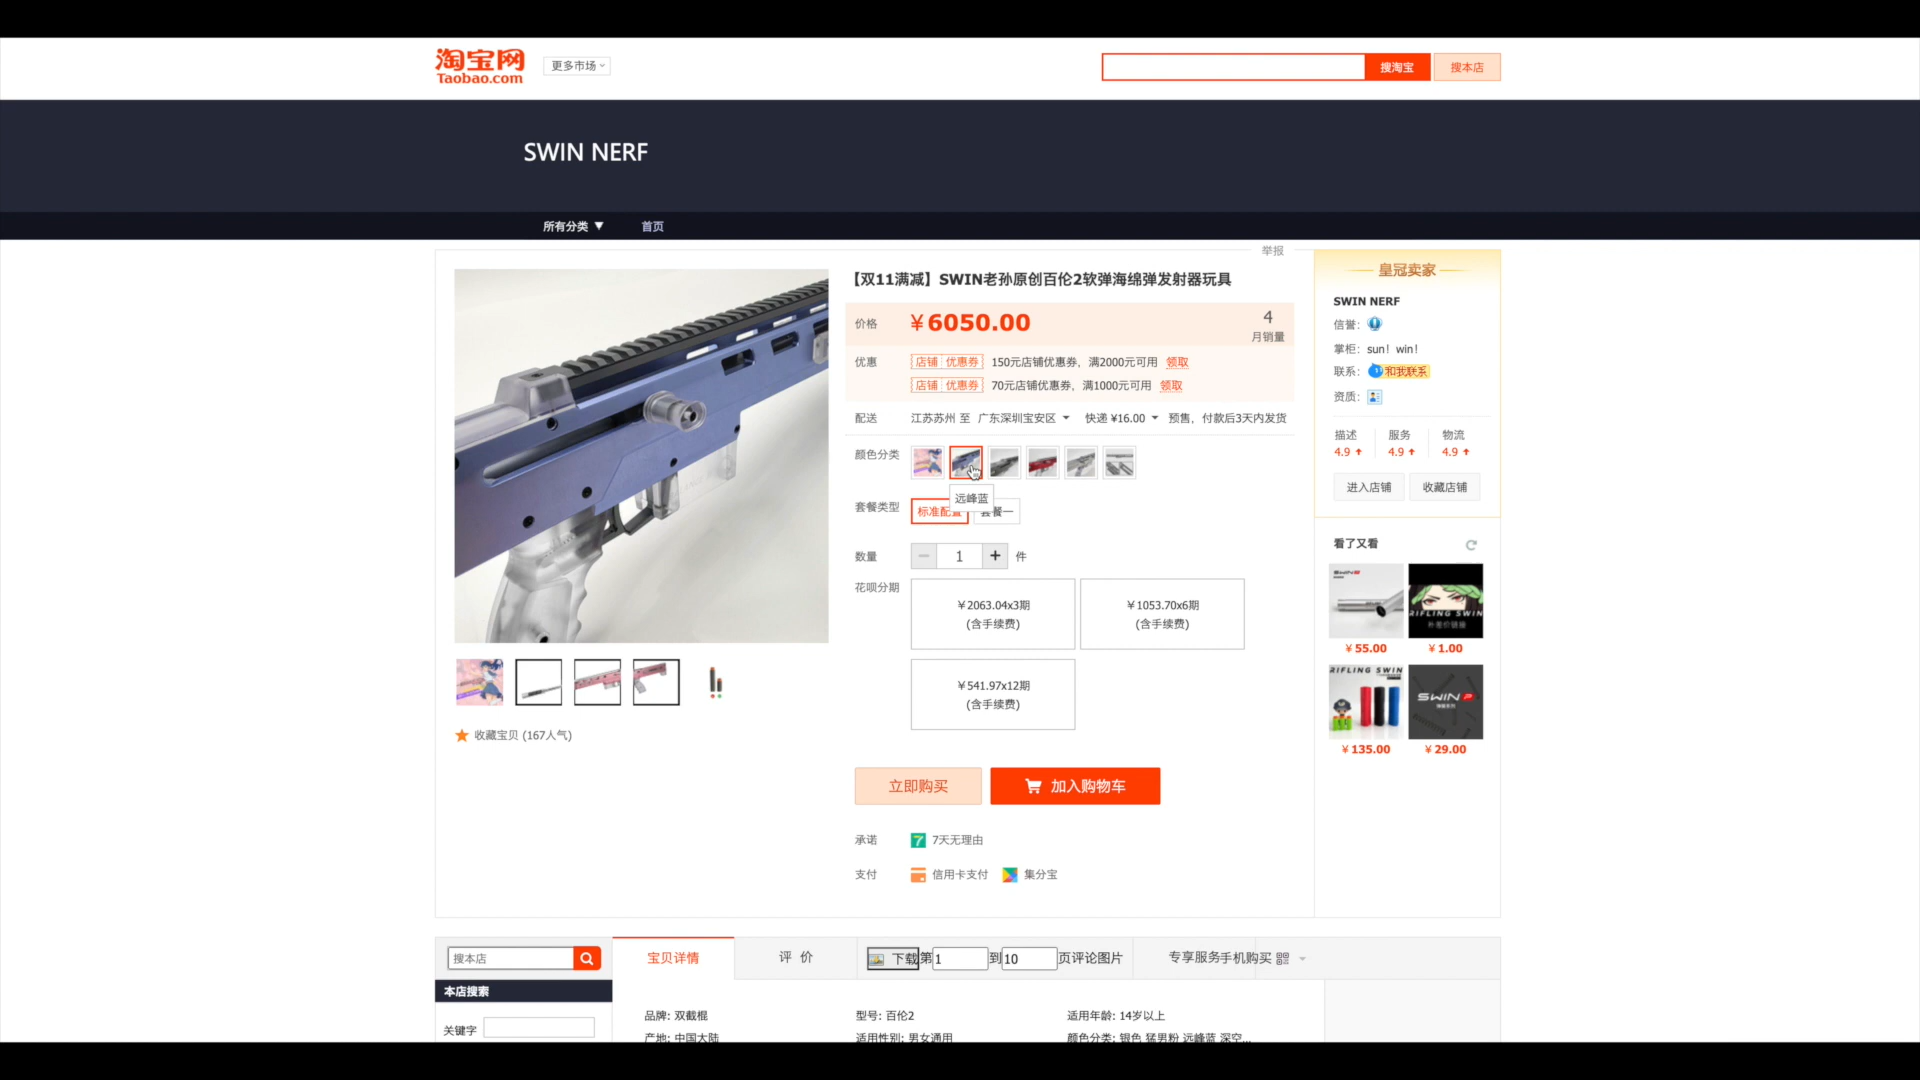 淘宝网
Taobao.com
更多市场
搜淘宝
搜本店
SWIN NERF
所有分类 ▼
首页
举报
【双11满减】SWIN老孙原创百伦2软弹海绵弹发射器玩具
价格
¥6050.00
4
月销量
优惠
店铺 优惠券 150元店铺优惠券，满2000元可用 领取
店铺 优惠券 70元店铺优惠券，满1000元可用 领取
配送
江苏苏州 至 广东深圳宝安区 快递 ¥16.00 预售，付款后3天内发货
颜色分类
远峰蓝
套餐类型
标准配置
套餐一
数量
1
件
花呗分期
¥2063.04x3期
(含手续费)
¥1053.70x6期
(含手续费)
¥541.97x12期
(含手续费)
收藏宝贝 (167人气)
立即购买
加入购物车
承诺
7天无理由
支付
信用卡支付
集分宝
皇冠卖家
SWIN NERF
信誉：
掌柜： sun！win！
联系： 和我联系
资质：
描述 服务 物流
4.9 4.9 4.9
进入店铺
收藏店铺
看了又看
SWIN
RIFLING SWIN
补差价链接
¥55.00
¥1.00
RIFLING SWIN
SWIN
¥135.00
¥29.00
搜本店
宝贝详情
评 价
下载第1到10页评论图片
专享服务手机购买
本店搜索
关键字
品牌: 双截棍
型号: 百伦2
适用年龄: 14岁以上
产地: 中国大陆
适用性别: 男女通用
颜色分类: 银色 猛男粉 远峰蓝 深空...